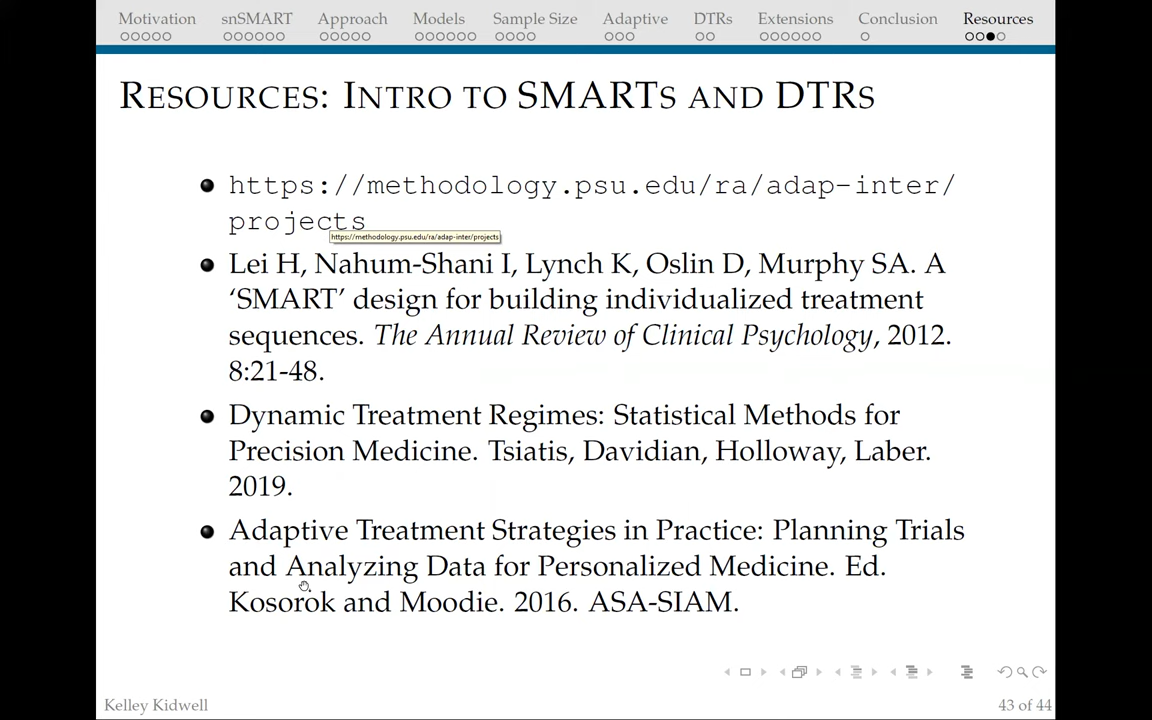 Motivation snSMART Approach Models Sample Size Adaptive DTRs Extensions Conclusion Resources
RESOURCES: INTRO TO SMARTS AND DTRS
https://methodology.psu.edu/ra/adap-inter/
projects
https://methodology.psu.edu/ra/adap-inter/projects
Lei H, Nahum-Shani I, Lynch K, Oslin D, Murphy SA. A
‘SMART’ design for building individualized treatment
sequences. The Annual Review of Clinical Psychology, 2012.
8:21-48.
Dynamic Treatment Regimes: Statistical Methods for
Precision Medicine. Tsiatis, Davidian, Holloway, Laber.
2019.
Adaptive Treatment Strategies in Practice: Planning Trials
and Analyzing Data for Personalized Medicine. Ed.
Kosorok and Moodie. 2016. ASA-SIAM.
Kelley Kidwell 43 of 44